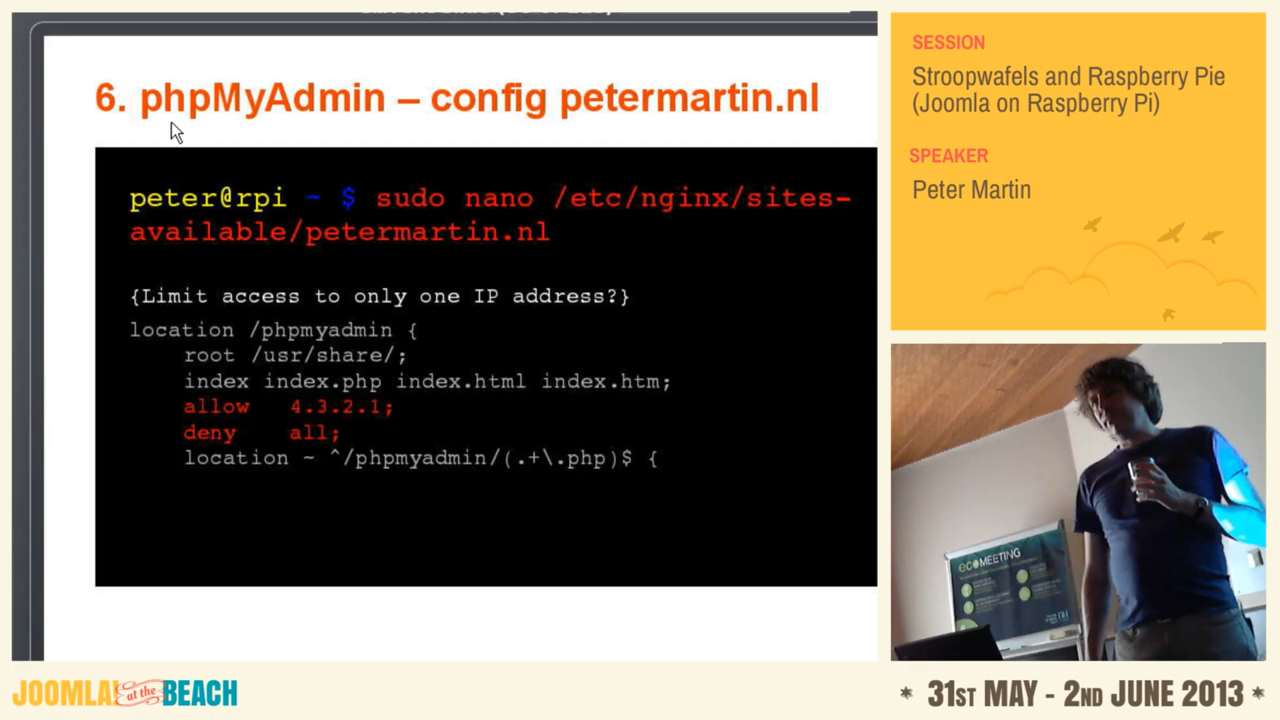 6. phpMyAdmin – config petermartin.nl
peter@rpi ~ $ sudo nano /etc/nginx/sites-
available/petermartin.nl
{Limit access to only one IP address?}
location /phpmyadmin {
root /usr/share/;
index index.php index.html index.htm;
allow 4.3.2.1;
deny all;
location ~ ^/phpmyadmin/(.+\.php)$ {
SESSION
Stroopwafels and Raspberry Pie
(Joomla on Raspberry Pi)
SPEAKER
Peter Martin
ecoMEETING
JOOMLA! at the BEACH
* 31ST MAY - 2ND JUNE 2013 *